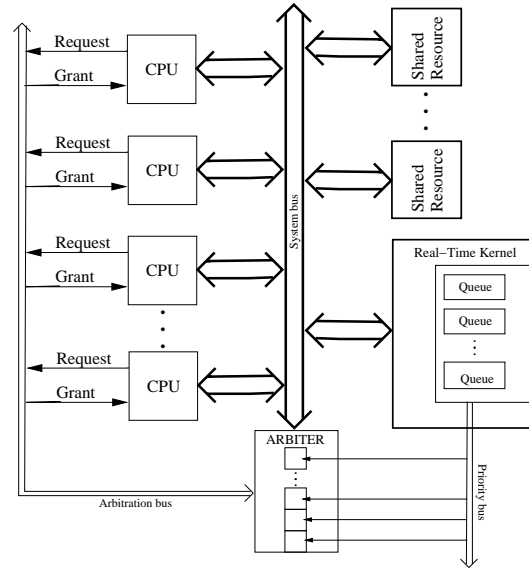 Request
Grant
CPU
Shared
Resource
Request
Grant
CPU
Shared
Resource
System bus
Request
Grant
CPU
Real-Time Kernel
Queue
Queue
Queue
Request
Grant
CPU
ARBITER
Priority bus
Arbitration bus